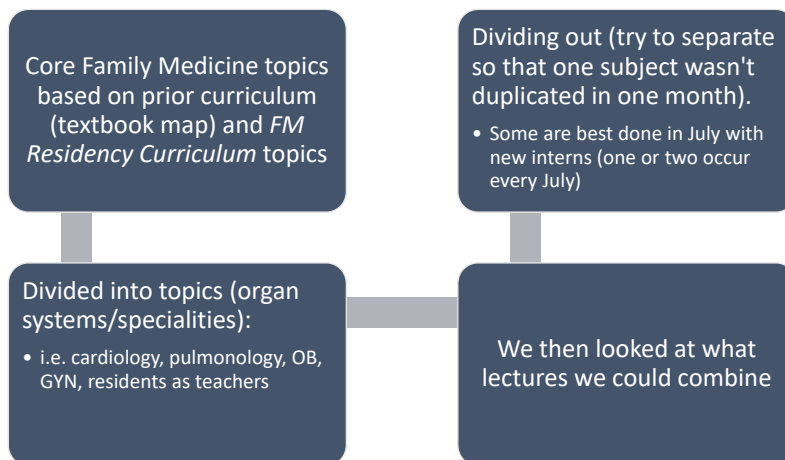 Core Family Medicine topics
based on prior curriculum
(textbook map) and FM
Residency Curriculum topics
Divided into topics (organ
systems/specialities):
• i.e. cardiology, pulmonology, OB,
GYN, residents as teachers
We then looked at what
lectures we could combine
Dividing out (try to separate
so that one subject wasn't
duplicated in one month).
• Some are best done in July with
new interns (one or two occur
every July)